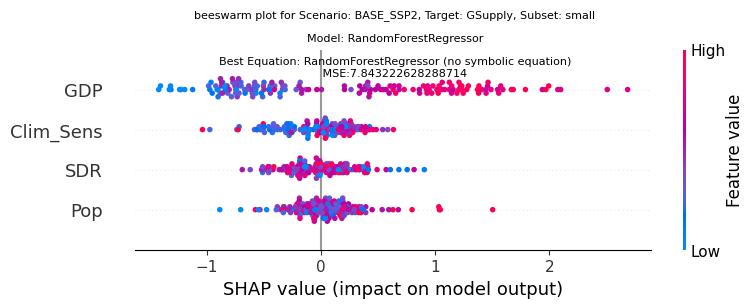 beeswarm plot for Scenario: BASE_SSP2, Target: GSupply, Subset: small
Model: RandomForestRegressor
Best Equation: RandomForestRegressor (no symbolic equation)
MSE:7.843222628288714
High
GDP
Clim_Sens
SDR
Pop
Feature value
Low
−1
0
1
2
SHAP value (impact on model output)